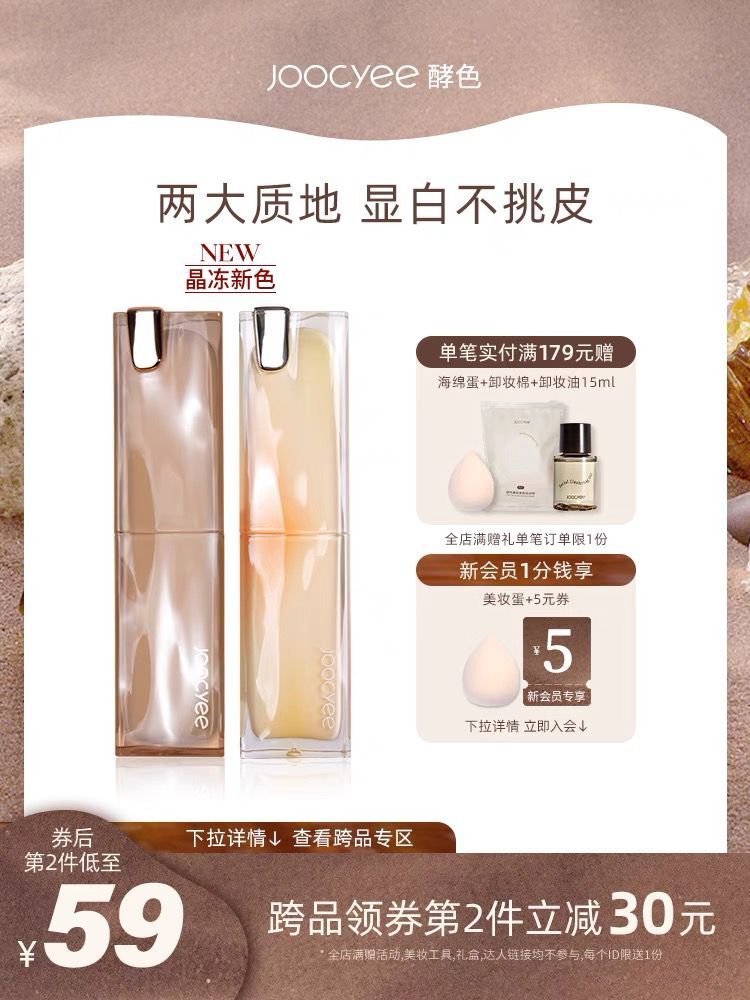 JOOCYEE 酵色
两大质地 显白不挑皮
NEW
晶冻新色
JOOCYEE
JOOCYEE
单笔实付满179元赠
海绵蛋+卸妆棉+卸妆油15ml
JOOCYEE
Facial Cleansing Oil
JOOCYEE
全店满赠礼单笔订单限1份
新会员1分钱享
美妆蛋+5元券
¥5
新会员专享
下拉详情 立即入会↓
下拉详情↓ 查看跨品专区
券后
第2件低至
¥59
跨品领券第2件立减30元
*全店满赠活动,美妆工具,礼盒,达人链接均不参与,每个ID限送1份